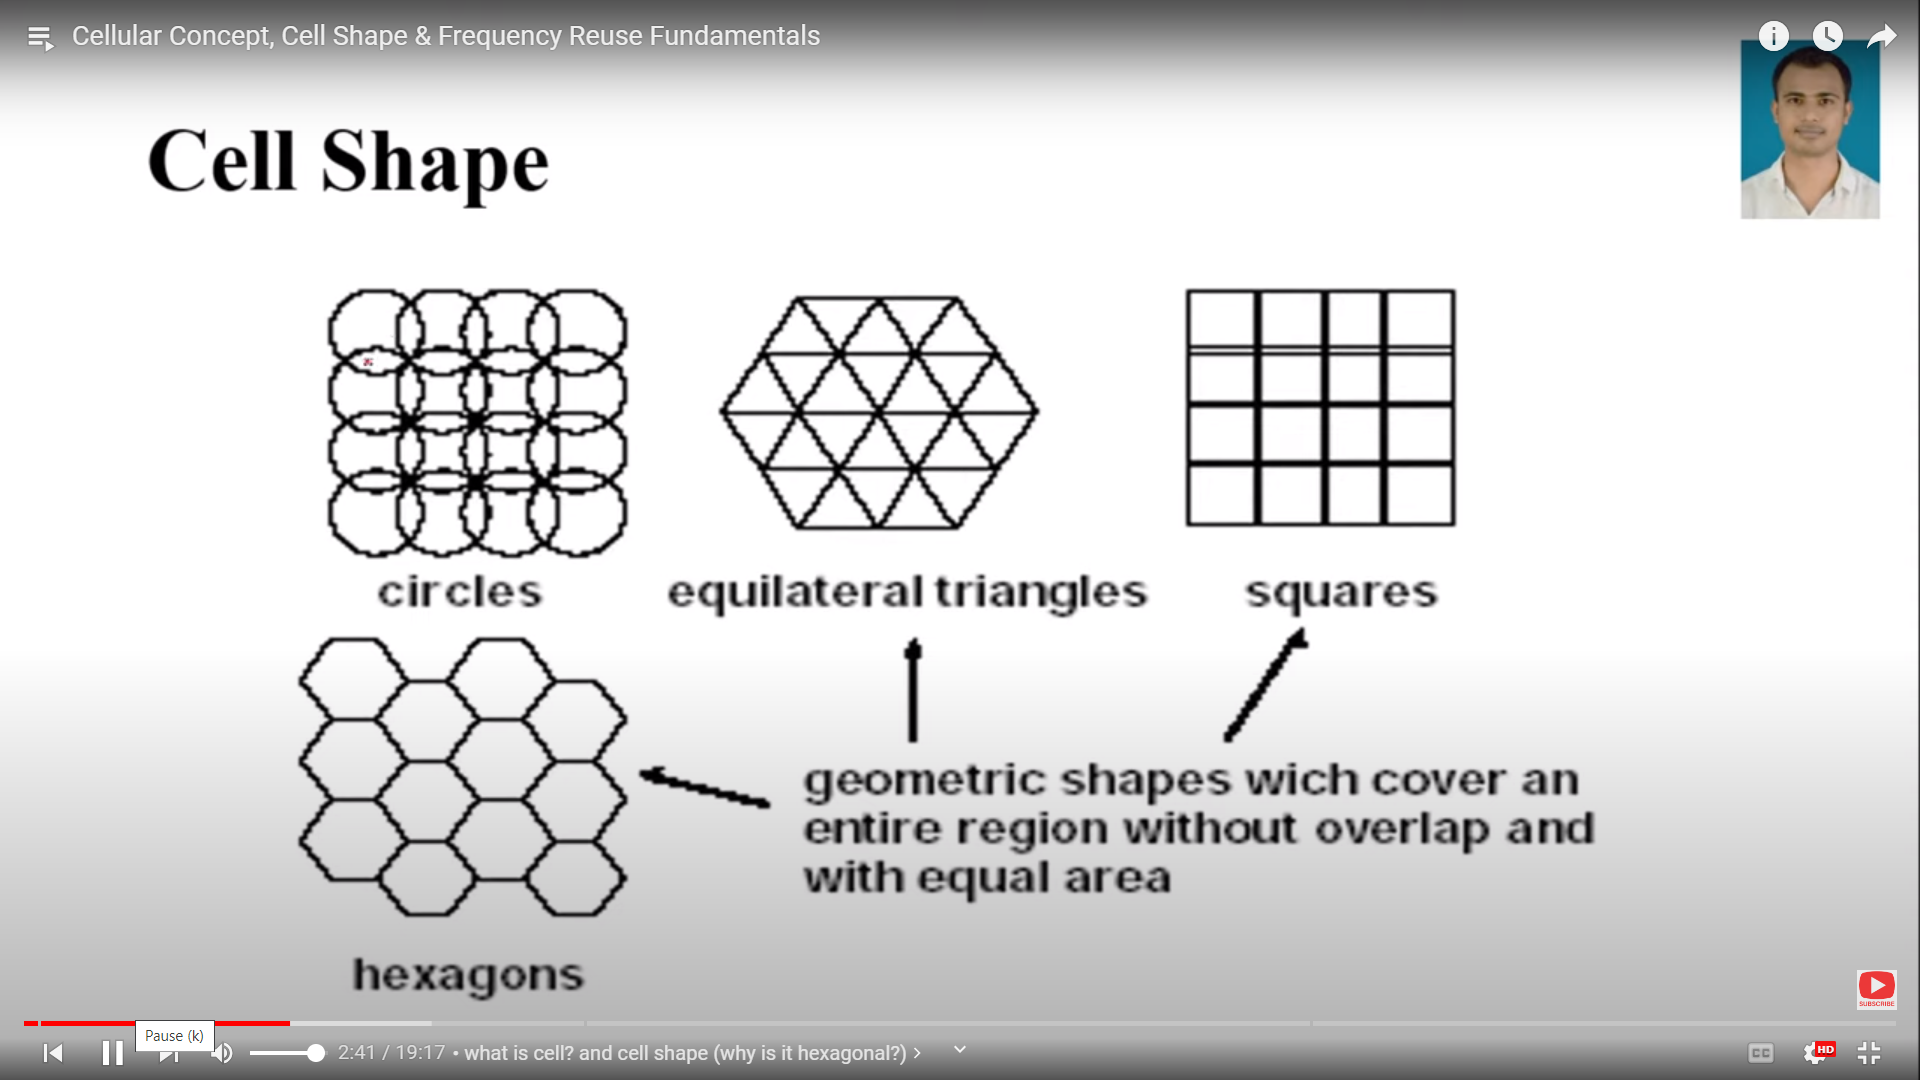 Cellular Concept, Cell Shape & Frequency Reuse Fundamentals
Cell Shape
circles
equilateral triangles
squares
geometric shapes wich cover an
entire region without overlap and
with equal area
hexagons
SUBSCRIBE
Pause (k)
2:41 / 19:17 • what is cell? and cell shape (why is it hexagonal?) ›
CC
HD